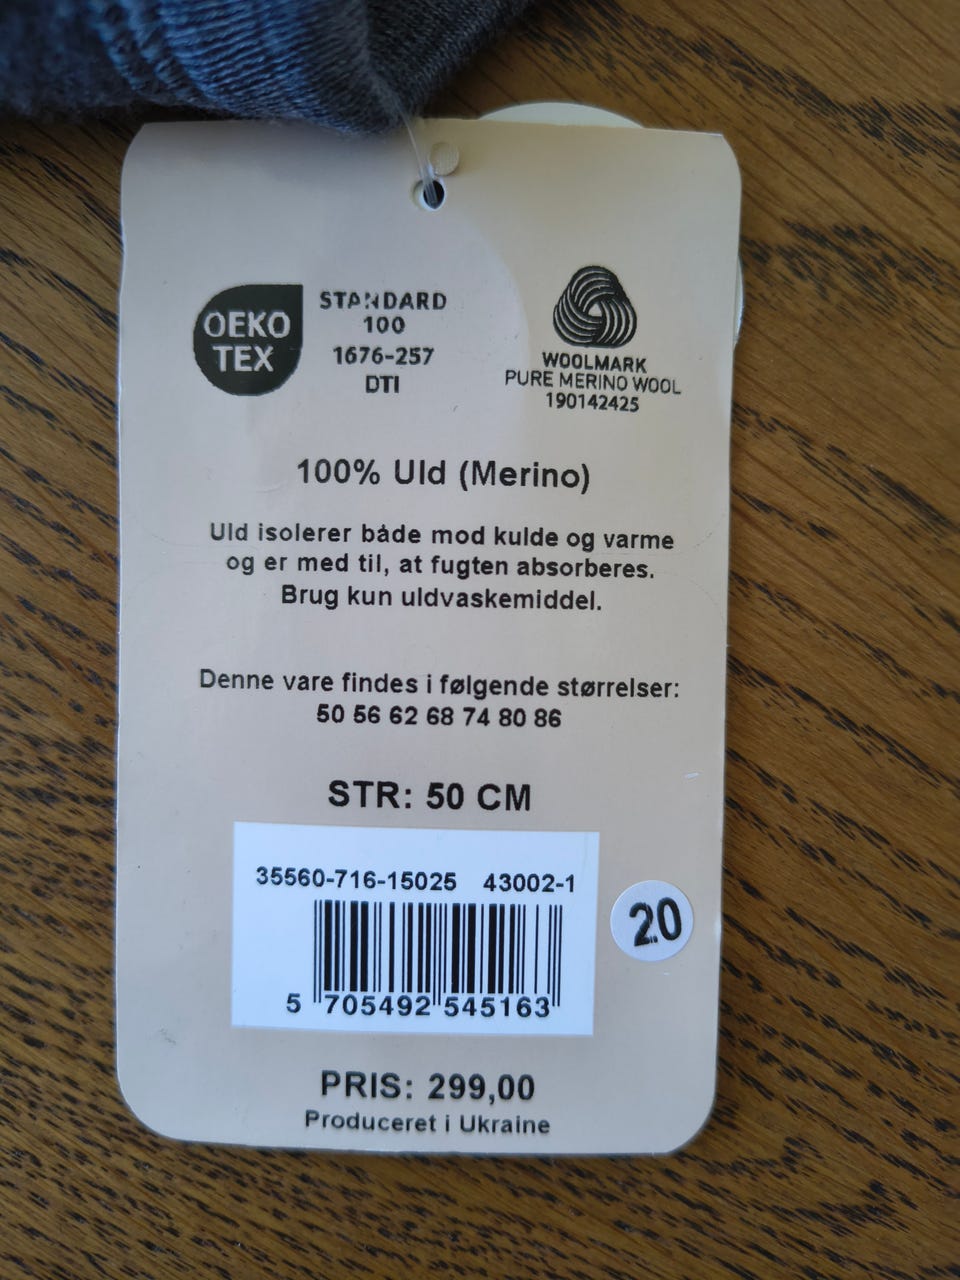 OEKO
TEX
STANDARD
100
1676-257
DTI
WOOLMARK
PURE MERINO WOOL
190142425
100% Uld (Merino)
Uld isolerer både mod kulde og varme
og er med til, at fugten absorberes.
Brug kun uldvaskemiddel.
Denne vare findes i følgende størrelser:
50 56 62 68 74 80 86
STR: 50 CM
35560-716-15025 43002-1
5 705492 545163
20
PRIS: 299,00
Produceret i Ukraine